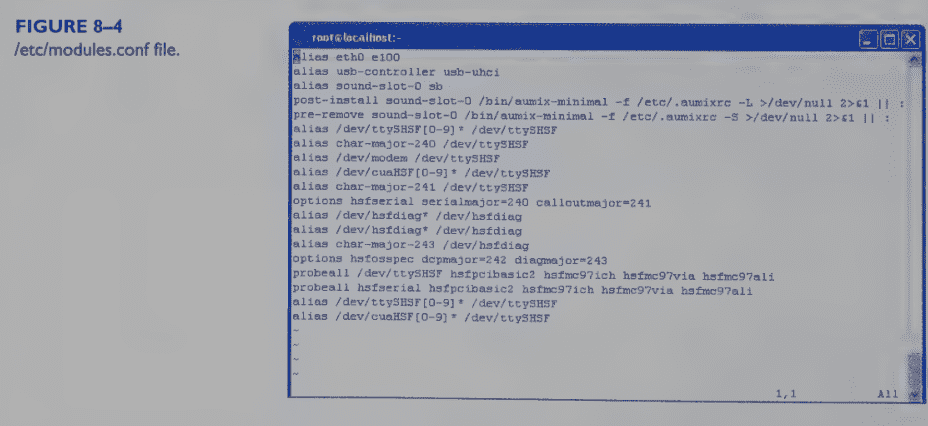 FIGURE 8–4
/etc/modules.conf file.
root@localhost:~
alias eth0 e100
alias usb-controller usb-uhci
alias sound-slot-0 sb
post-install sound-slot-0 /bin/aumix-minimal -f /etc/.aumixrc -L >/dev/null 2>&1 || :
pre-remove sound-slot-0 /bin/aumix-minimal -f /etc/.aumixrc -S >/dev/null 2>&1 || :
alias /dev/ttySHSF[0-9]* /dev/ttySHSF
alias char-major-240 /dev/ttySHSF
alias /dev/modem /dev/ttySHSF
alias /dev/cuaHSF[0-9]* /dev/ttySHSF
alias char-major-241 /dev/ttySHSF
options hsfserial serialmajor=240 calloutmajor=241
alias /dev/hsfdiag* /dev/hsfdiag
alias /dev/hsfdiag* /dev/hsfdiag
alias char-major-243 /dev/hsfdiag
options hsfosspec dcpmajor=242 diagmajor=243
probeall /dev/ttySHSF hsfpcibasic2 hsfmc97ich hsfmc97via hsfmc97ali
probeall hsfserial hsfpcibasic2 hsfmc97ich hsfmc97via hsfmc97ali
alias /dev/ttySHSF[0-9]* /dev/ttySHSF
alias /dev/cuaHSF[0-9]* /dev/ttySHSF
~
~
~
~
1,1 All